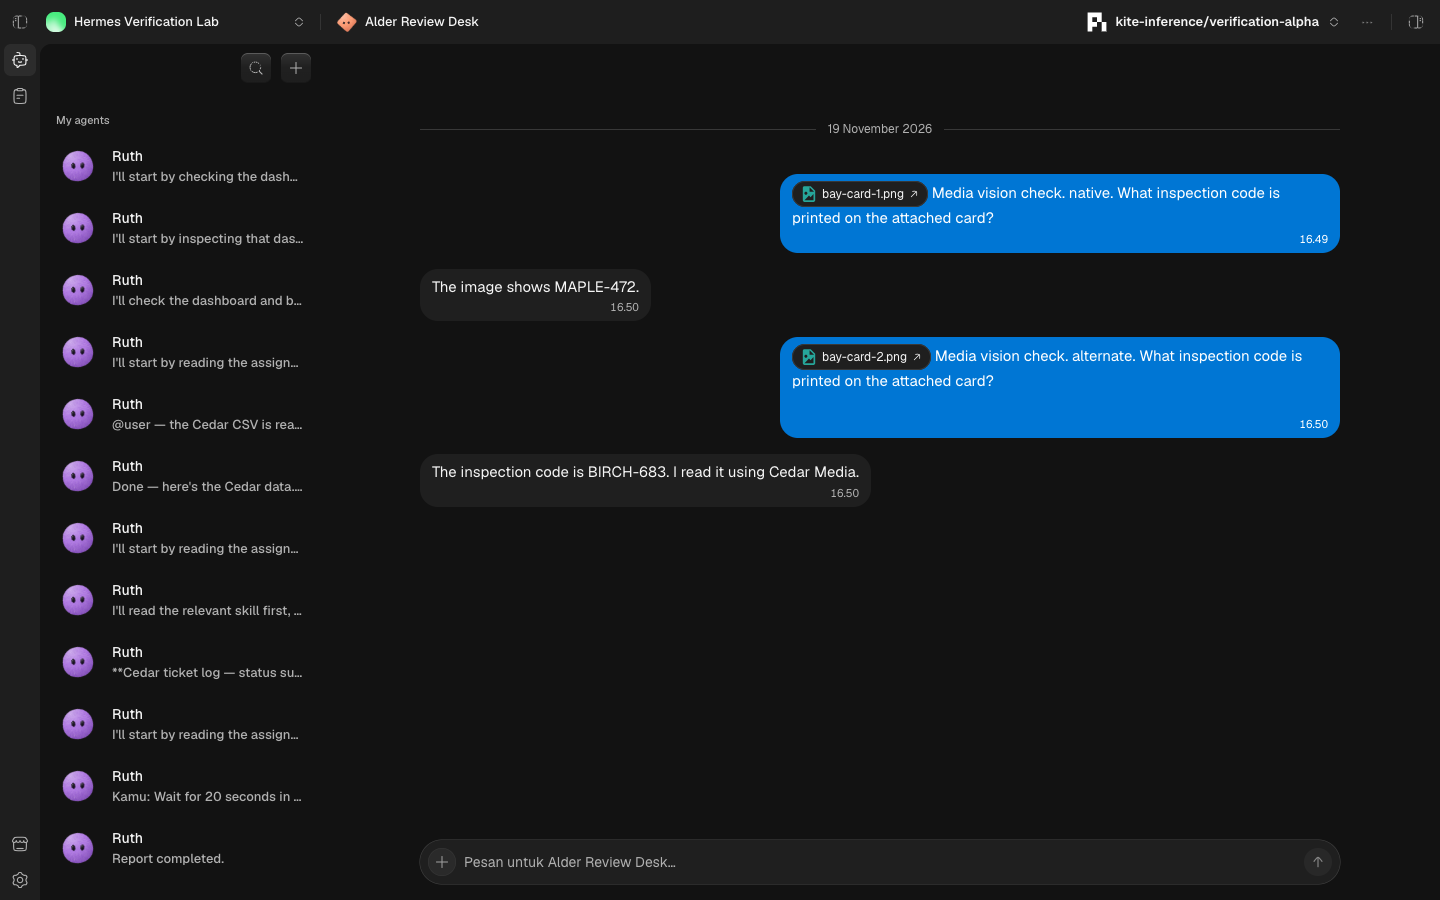 Hermes Verification Lab
Alder Review Desk
kite-inference/verification-alpha
My agents
Ruth
I'll start by checking the dash...
Ruth
I'll start by inspecting that das...
Ruth
I'll check the dashboard and b...
Ruth
I'll start by reading the assign...
Ruth
@user — the Cedar CSV is rea...
Ruth
Done — here's the Cedar data....
Ruth
I'll start by reading the assign...
Ruth
I'll read the relevant skill first, ...
Ruth
**Cedar ticket log — status su...
Ruth
I'll start by reading the assign...
Ruth
Kamu: Wait for 20 seconds in ...
Ruth
Report completed.
19 November 2026
bay-card-1.png ↗ Media vision check. native. What inspection code is
printed on the attached card?
16.49
The image shows MAPLE-472.
16.50
bay-card-2.png ↗ Media vision check. alternate. What inspection code is
printed on the attached card?
16.50
The inspection code is BIRCH-683. I read it using Cedar Media.
16.50
Pesan untuk Alder Review Desk...